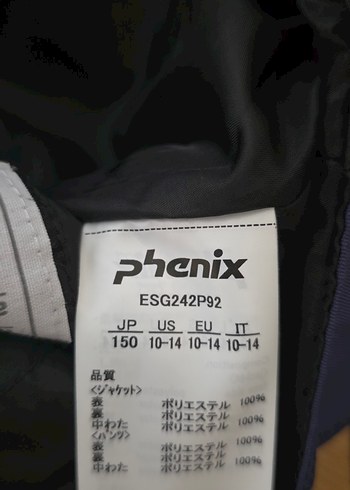 phenix
ESG242P92
JP US EU IT
150 10-14 10-14 10-14
品質
<ジャケット>
表 ポリエステル 100%
裏 ポリエステル 100%
中わた ポリエステル 100%
<パンツ>
表 ポリエステル 100%
裏 ポリエステル 100%
中わた ポリエステル 100%